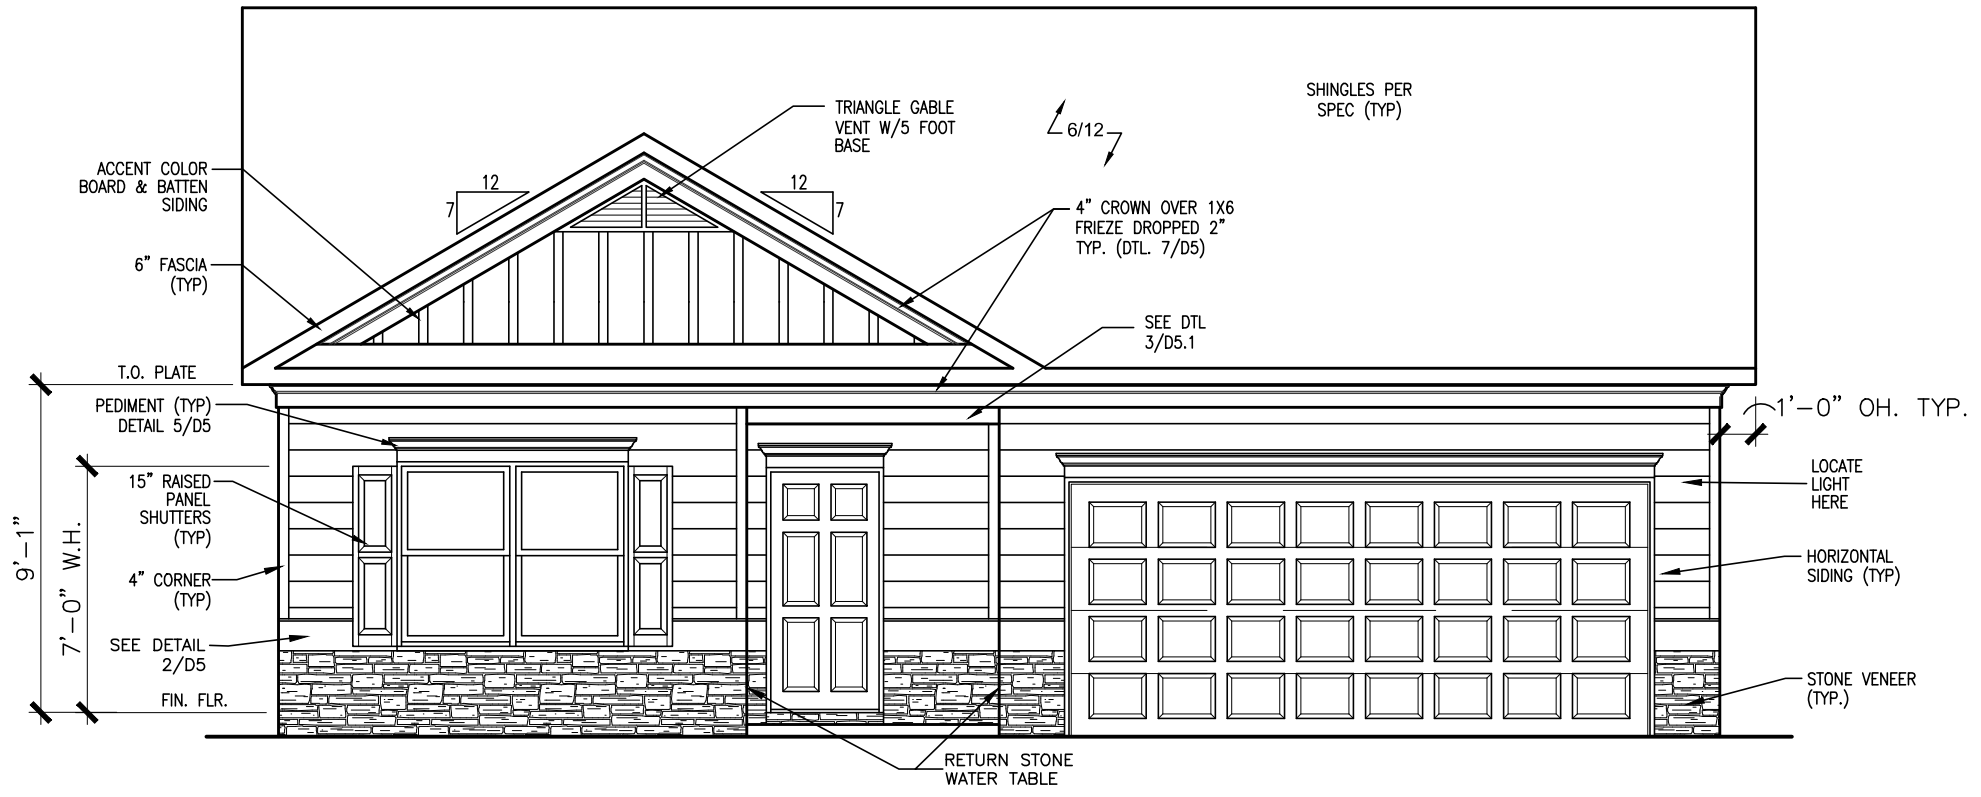 SHINGLES PER
SPEC (TYP)
TRIANGLE GABLE
VENT W/5 FOOT
BASE
6/12
ACCENT COLOR
BOARD & BATTEN
SIDING
12
7
12
7
4" CROWN OVER 1X6
FRIEZE DROPPED 2"
TYP. (DTL. 7/D5)
6" FASCIA
(TYP)
SEE DTL
3/D5.1
T.O. PLATE
PEDIMENT (TYP)
DETAIL 5/D5
1'-0" OH. TYP.
15" RAISED
PANEL
SHUTTERS
(TYP)
LOCATE
LIGHT
HERE
9'-1"
7'-0" W.H.
4" CORNER
(TYP)
HORIZONTAL
SIDING (TYP)
SEE DETAIL
2/D5
STONE VENEER
(TYP.)
FIN. FLR.
RETURN STONE
WATER TABLE